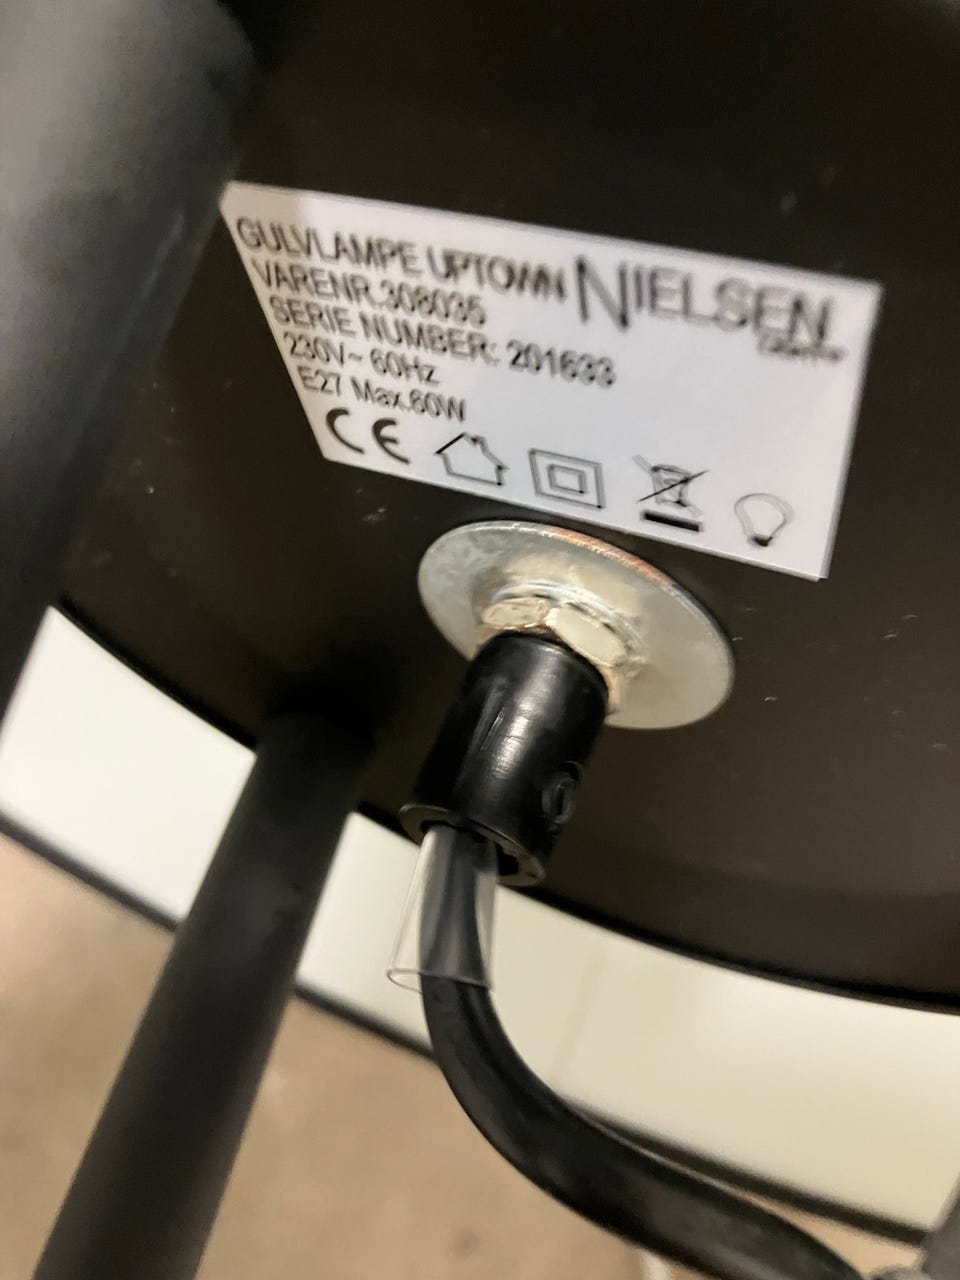 GULVLAMPE UPTOWN
VARENR.308035
SERIE NUMBER: 201633
230V~ 60Hz
E27 Max.60W
CE
NIELSEN